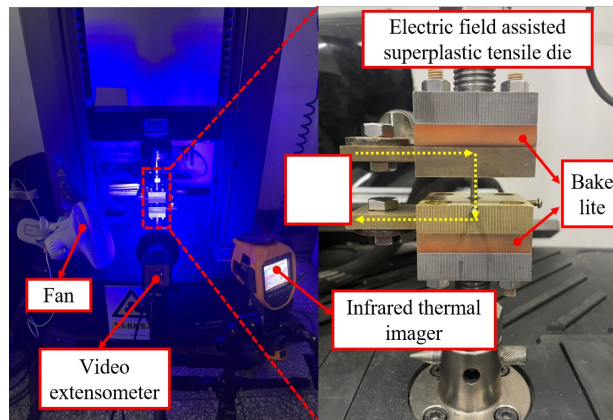 Electric field assisted
superplastic tensile die
Bake
lite
Fan
Infrared thermal
imager
Video
extensometer